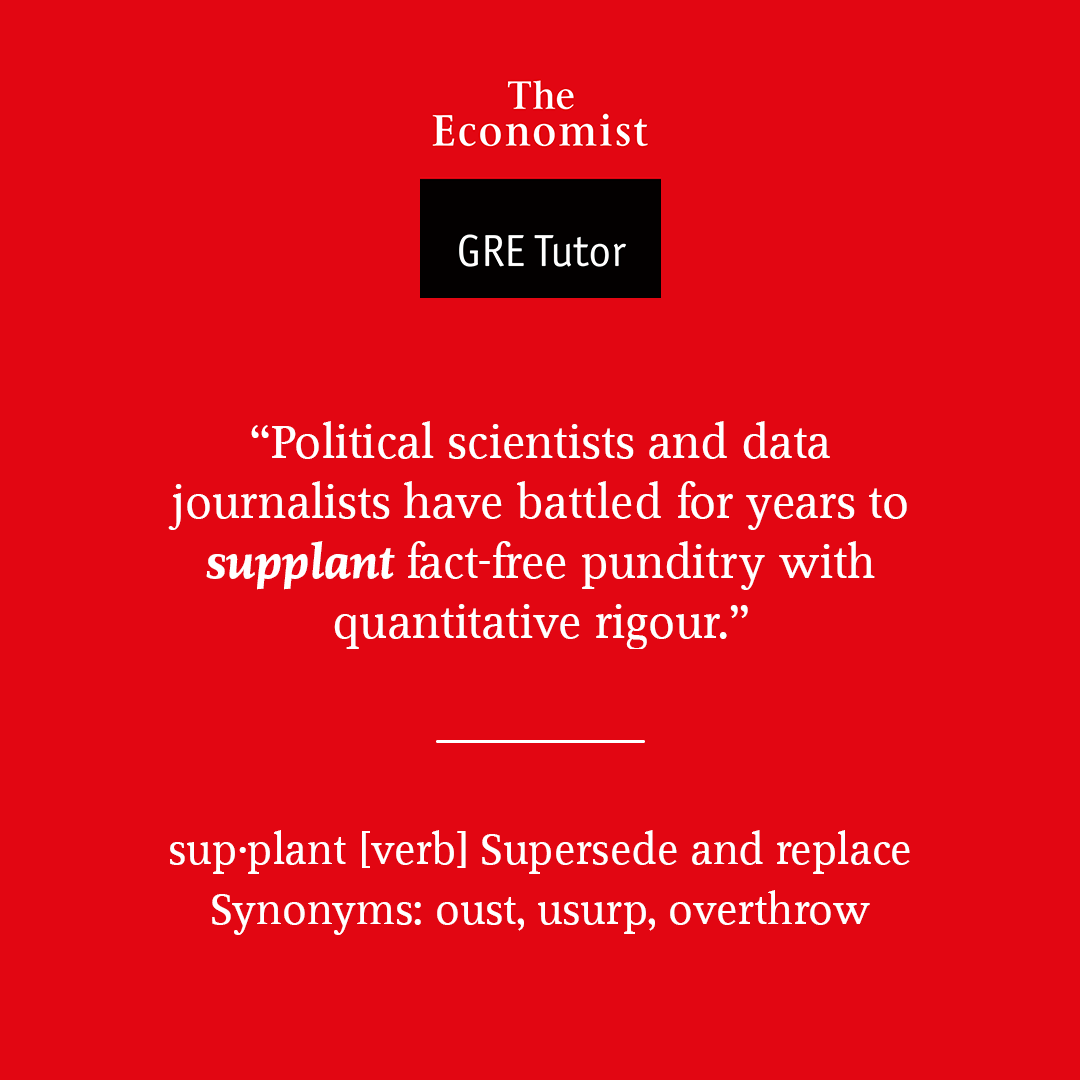 The
Economist
GRE Tutor
“Political scientists and data
journalists have battled for years to
supplant fact-free punditry with
quantitative rigour.”
sup·plant [verb] Supersede and replace
Synonyms: oust, usurp, overthrow